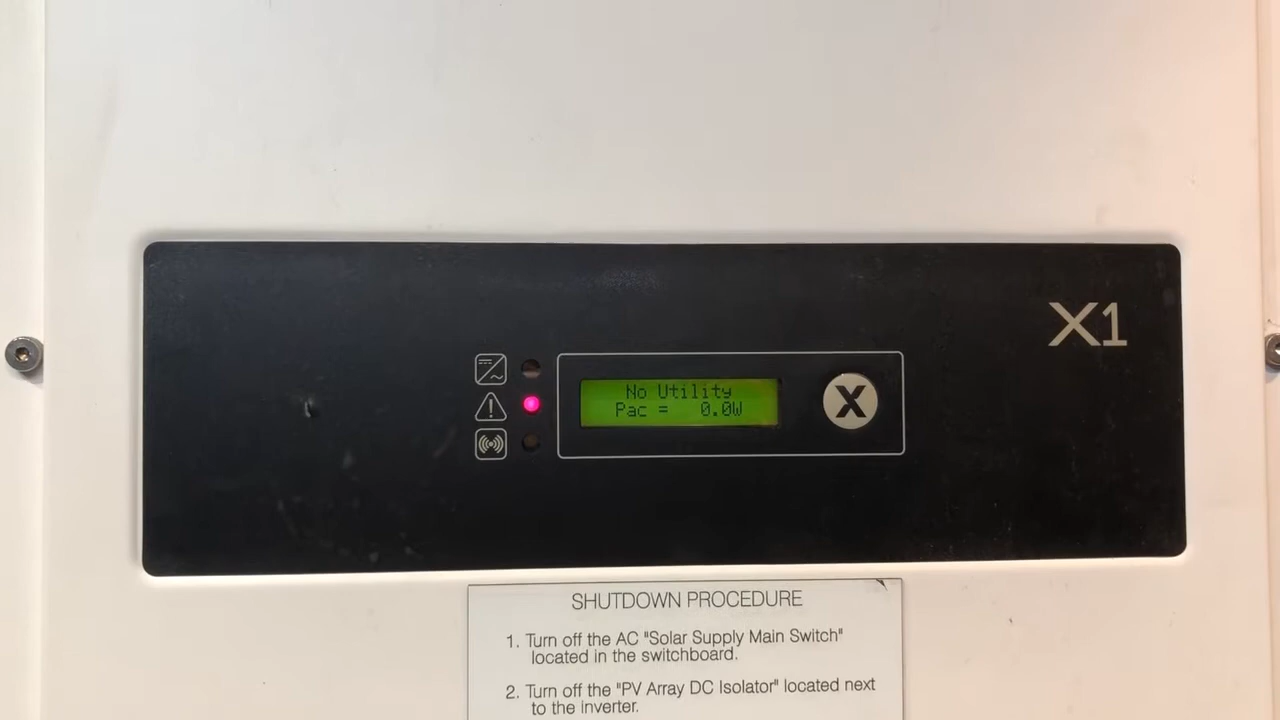 X1
No Utility
Pac = 0.0W
X
SHUTDOWN PROCEDURE
1. Turn off the AC "Solar Supply Main Switch"
located in the switchboard.
2. Turn off the "PV Array DC Isolator" located next
to the inverter.